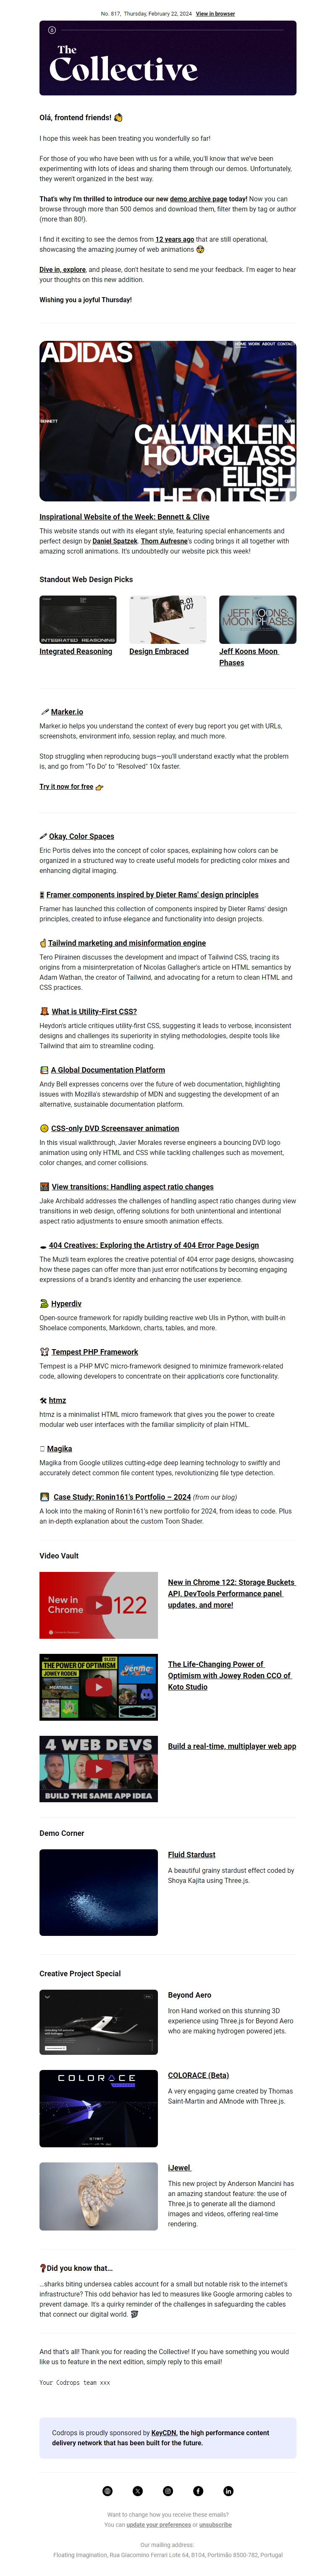 No. 817, Thursday, February 22, 2024 View in browser
The
Collective
Olá, frontend friends!
I hope this week has been treating you wonderfully so far!
For those of you who have been with us for a while, you'll know that we've been
experimenting with lots of ideas and sharing them through our demos. Unfortunately,
they weren't organized in the best way.
That's why I'm thrilled to introduce our new demo archive page today! Now you can
browse through more than 500 demos and download them, filter them by tag or author
(more than 80!).
I find it exciting to see the demos from 12 years ago that are still operational,
showcasing the amazing journey of web animations
Dive in, explore, and please, don't hesitate to send me your feedback. I'm eager to hear
your thoughts on this new addition.
Wishing you a joyful Thursday!
ADIDAS
HOME WORK ABOUT CONTACT
BENNETT
CALVIN KLEIN
HOURGLASS
EILISH
THE OUTSET
Inspirational Website of the Week: Bennett & Clive
This website stands out with its elegant style, featuring special enhancements and
perfect design by Daniel Spatzek. Thom Aufresne's coding brings it all together with
amazing scroll animations. It's undoubtedly our website pick this week!
Standout Web Design Picks
INTEGRATED REASONING
JEFF KOONS:
MOON PHASES
Integrated Reasoning
Design Embraced
Jeff Koons Moon
Phases
Marker.io
Marker.io helps you understand the context of every bug report you get with URLs,
screenshots, environment info, session replay, and much more.
Stop struggling when reproducing bugs—you'll understand exactly what the problem
is, and go from "To Do" to "Resolved" 10x faster.
Try it now for free
Okay, Color Spaces
Eric Portis delves into the concept of color spaces, explaining how colors can be
organized in a structured way to create useful models for predicting color mixes and
enhancing digital imaging.
Framer components inspired by Dieter Rams' design principles
Framer has launched this collection of components inspired by Dieter Rams' design
principles, created to infuse elegance and functionality into design projects.
Tailwind marketing and misinformation engine
Tero Piirainen discusses the development and impact of Tailwind CSS, tracing its
origins from a misinterpretation of Nicolas Gallagher's article on HTML semantics by
Adam Wathan, the creator of Tailwind, and advocating for a return to clean HTML and
CSS practices.
What is Utility-First CSS?
Heydon's article critiques utility-first CSS, suggesting it leads to verbose, inconsistent
designs and challenges its superiority in styling methodologies, despite tools like
Tailwind that aim to streamline coding.
A Global Documentation Platform
Andy Bell expresses concerns over the future of web documentation, highlighting
issues with Mozilla's stewardship of MDN and suggesting the development of an
alternative, sustainable documentation platform.
CSS-only DVD Screensaver animation
In this visual walkthrough, Javier Morales reverse engineers a bouncing DVD logo
animation using only HTML and CSS while tackling challenges such as movement,
color changes, and corner collisions.
View transitions: Handling aspect ratio changes
Jake Archibald addresses the challenges of handling aspect ratio changes during view
transitions in web design, offering solutions for both unintentional and intentional
aspect ratio adjustments to ensure smooth animation effects.
404 Creatives: Exploring the Artistry of 404 Error Page Design
The Muzli team explores the creative potential of 404 error page designs, showcasing
how these pages can offer more than just error notifications by becoming engaging
expressions of a brand's identity and enhancing the user experience.
Hyperdiv
Open-source framework for rapidly building reactive web UIs in Python, with built-in
Shoelace components, Markdown, charts, tables, and more.
Tempest PHP Framework
Tempest is a PHP MVC micro-framework designed to minimize framework-related
code, allowing developers to concentrate on their application's core functionality.
htmz
htmz is a minimalist HTML micro framework that gives you the power to create
modular web user interfaces with the familiar simplicity of plain HTML.
Magika
Magika from Google utilizes cutting-edge deep learning technology to swiftly and
accurately detect common file content types, revolutionizing file type detection.
Case Study: Ronin161's Portfolio – 2024 (from our blog)
A look into the making of Ronin161's new portfolio for 2024, from ideas to code. Plus
an in-depth explanation about the custom Toon Shader.
Video Vault
New in
Chrome 122
New in Chrome 122: Storage Buckets
API, DevTools Performance panel
updates, and more!
THE POWER OF OPTIMISM
JOWEY RODEN
The Life-Changing Power of
Optimism with Jowey Roden CCO of
Koto Studio
4 WEB DEVS
BUILD THE SAME APP IDEA
Build a real-time, multiplayer web app
Demo Corner
Fluid Stardust
A beautiful grainy stardust effect coded by
Shoya Kajita using Three.js.
Creative Project Special
Beyond Aero
Iron Hand worked on this stunning 3D
experience using Three.js for Beyond Aero
who are making hydrogen powered jets.
COLORACE
START
COLORACE (Beta)
A very engaging game created by Thomas
Saint-Martin and AMnode with Three.js.
iJewel
This new project by Anderson Mancini has
an amazing standout feature: the use of
Three.js to generate all the diamond
images and videos, offering real-time
rendering.
Did you know that...
...sharks biting undersea cables account for a small but notable risk to the internet's
infrastructure? This odd behavior has led to measures like Google armoring cables to
prevent damage. It's a quirky reminder of the challenges in safeguarding the cables
that connect our digital world.
And that's all! Thank you for reading the Collective! If you have something you would
like us to feature in the next edition, simply reply to this email!
Your Codrops team xxx
Codrops is proudly sponsored by KeyCDN, the high performance content
delivery network that has been built for the future.
Want to change how you receive these emails?
You can update your preferences or unsubscribe
Our mailing address:
Floating Imagination, Rua Giacomino Ferrari Lote 64, B104, Portimão 8500-782, Portugal